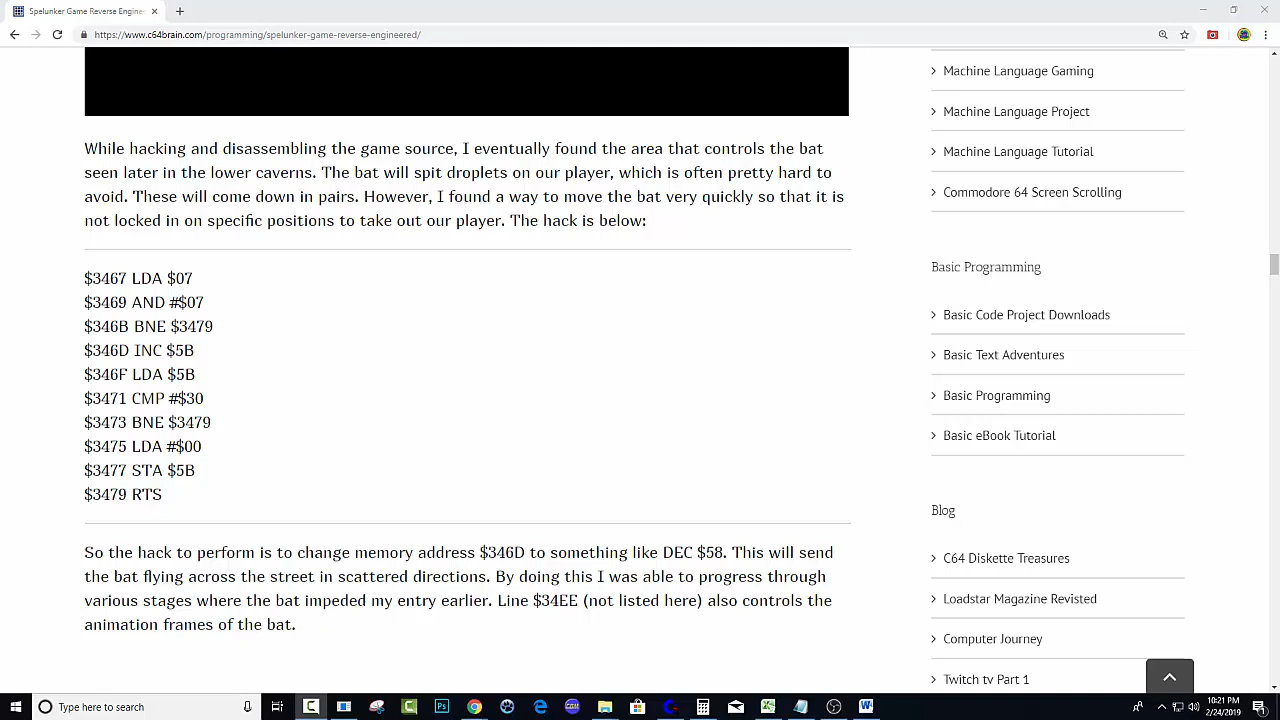 Spelunker Game Reverse Engine
https://www.c64brain.com/programming/spelunker-game-reverse-engineered/
While hacking and disassembling the game source, I eventually found the area that controls the bat
seen later in the lower caverns. The bat will spit droplets on our player, which is often pretty hard to
avoid. These will come down in pairs. However, I found a way to move the bat very quickly so that it is
not locked in on specific positions to take out our player. The hack is below:
$3467 LDA $07
$3469 AND #$07
$346B BNE $3479
$346D INC $5B
$346F LDA $5B
$3471 CMP #$30
$3473 BNE $3479
$3475 LDA #$00
$3477 STA $5B
$3479 RTS
So the hack to perform is to change memory address $346D to something like DEC $58. This will send
the bat flying across the street in scattered directions. By doing this I was able to progress through
various stages where the bat impeded my entry earlier. Line $34EE (not listed here) also controls the
animation frames of the bat.
Machine Language Gaming
Machine Language Project
Machine Language Tutorial
Commodore 64 Screen Scrolling
Basic Programming
Basic Code Project Downloads
Basic Text Adventures
Basic Programming
Basic eBook Tutorial
Blog
C64 Diskette Treasures
Loadstar Magazine Revisted
Computer Journey
Twitch tv Part 1
Type here to search
10:21 PM
2/24/2019